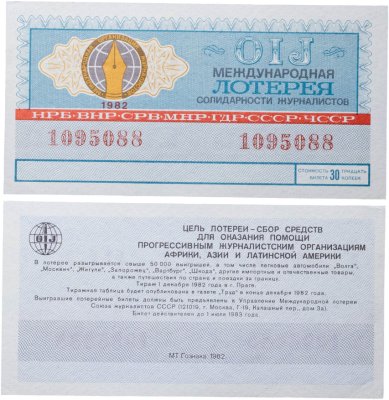 OIJ
МЕЖДУНАРОДНАЯ
ЛОТЕРЕЯ
СОЛИДАРНОСТИ ЖУРНАЛИСТОВ
1982
НРБ·ВНР·СРВ·МНР·ГДР·СССР·ЧССР
1095088 1095088
СТОИМОСТЬ БИЛЕТА 30 ТРИДЦАТЬ КОПЕЕК
OIJ
ЦЕЛЬ ЛОТЕРЕИ – СБОР СРЕДСТВ
ДЛЯ ОКАЗАНИЯ ПОМОЩИ
ПРОГРЕССИВНЫМ ЖУРНАЛИСТСКИМ ОРГАНИЗАЦИЯМ
АФРИКИ, АЗИИ И ЛАТИНСКОЙ АМЕРИКИ
В лотерее разыгрывается свыше 50 000 выигрышей, в том числе легковые автомобили „Волга",
„Москвич", „Жигули", „Запорожец", „Вартбург", „Шкода", другие импортные и отечественные товары,
а также путешествия по стране и поездки за границу.
Тираж 1 декабря 1982 года в г. Праге.
Тиражная таблица будет опубликована в газете „Труд" в конце декабря 1982 года.
Выигравшие лотерейные билеты должны быть предъявлены в Управление Международной лотереи
Союза журналистов СССР (121019, г. Москва, Г-19, Калашный пер., дом 3а).
Билет действителен до 1 июля 1983 года.
МТ Гознака 1982